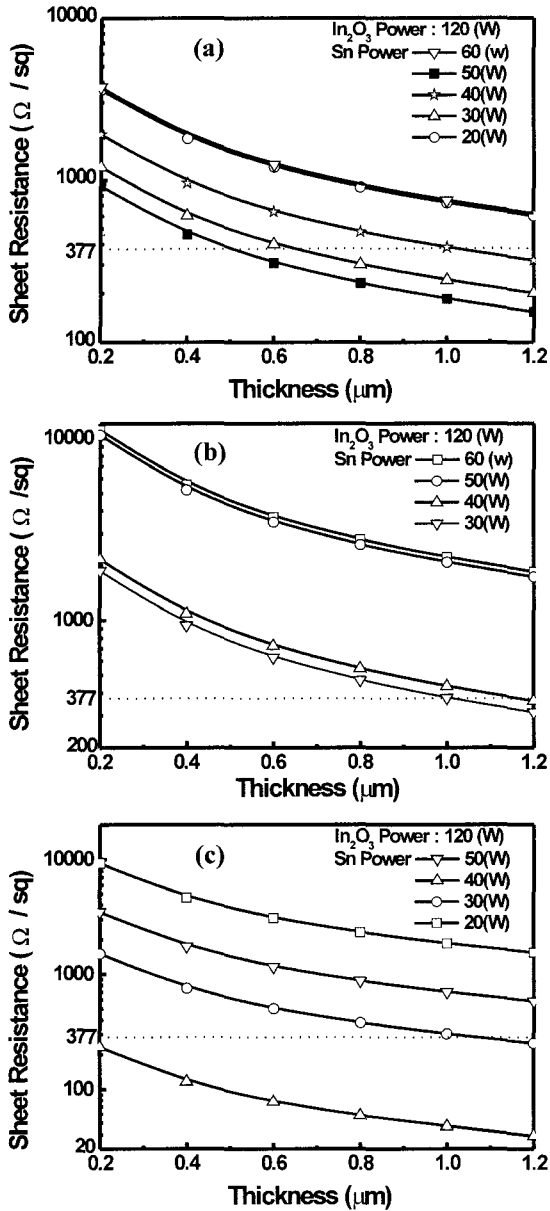 10000
(a)
In₂O₃ Power : 120 (W)
Sn Power
60 (w)
50(W)
40(W)
30(W)
20(W)
1000
377
100
Sheet Resistance ( Ω / sq)
0.2 0.4 0.6 0.8 1.0 1.2
Thickness (μm)
10000
(b)
In₂O₃ Power : 120 (W)
Sn Power
60 (w)
50(W)
40(W)
30(W)
1000
377
200
Sheet Resistance ( Ω /sq)
0.2 0.4 0.6 0.8 1.0 1.2
Thickness (μm)
10000
(c)
In₂O₃ Power : 120 (W)
Sn Power
50(W)
40(W)
30(W)
20(W)
1000
377
100
20
Sheet Resistance ( Ω / sq)
0.2 0.4 0.6 0.8 1.0 1.2
Thickness (μm)